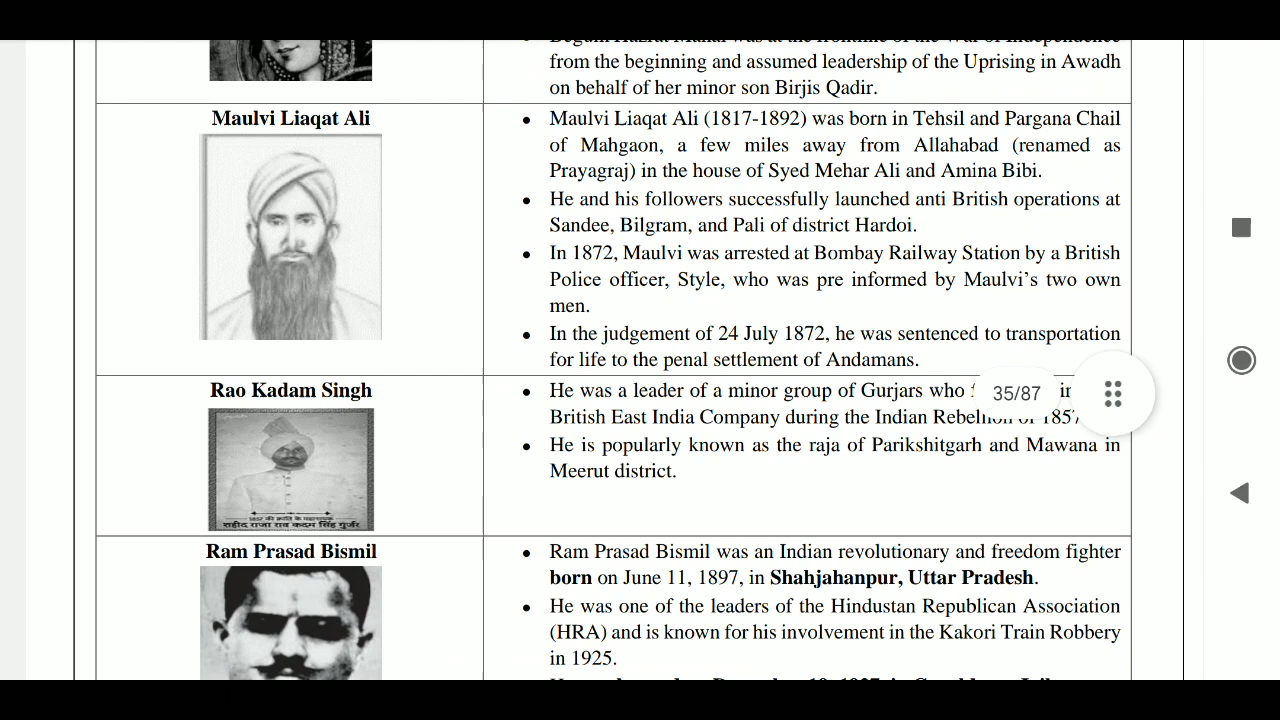 from the beginning and assumed leadership of the Uprising in Awadh
on behalf of her minor son Birjis Qadir.
Maulvi Liaqat Ali
• Maulvi Liaqat Ali (1817-1892) was born in Tehsil and Pargana Chail
of Mahgaon, a few miles away from Allahabad (renamed as
Prayagraj) in the house of Syed Mehar Ali and Amina Bibi.
• He and his followers successfully launched anti British operations at
Sandee, Bilgram, and Pali of district Hardoi.
• In 1872, Maulvi was arrested at Bombay Railway Station by a British
Police officer, Style, who was pre informed by Maulvi’s two own
men.
• In the judgement of 24 July 1872, he was sentenced to transportation
for life to the penal settlement of Andamans.
Rao Kadam Singh
1857 की क्रांति के महानायक
शहीद राजा राव कदम सिंह गुर्जर
• He was a leader of a minor group of Gurjars who
British East India Company during the Indian Rebellion of 1857
• He is popularly known as the raja of Parikshitgarh and Mawana in
Meerut district.
35/87
Ram Prasad Bismil
• Ram Prasad Bismil was an Indian revolutionary and freedom fighter
born on June 11, 1897, in Shahjahanpur, Uttar Pradesh.
• He was one of the leaders of the Hindustan Republican Association
(HRA) and is known for his involvement in the Kakori Train Robbery
in 1925.